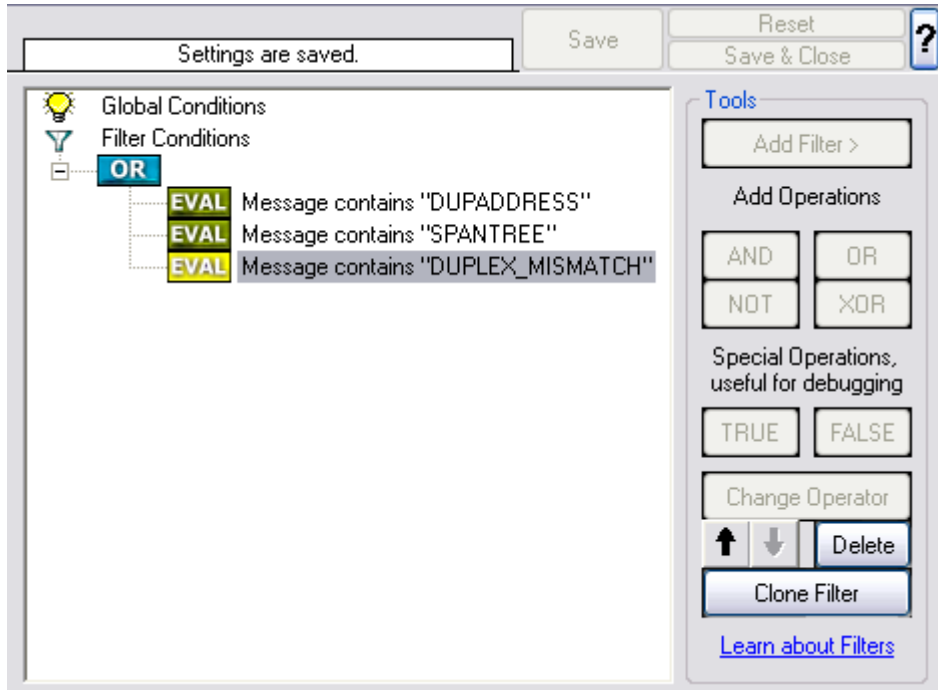 Settings are saved.
Save
Reset
Save & Close
?
Global Conditions
Filter Conditions
OR
EVAL Message contains "DUPADDRESS"
EVAL Message contains "SPANTREE"
EVAL Message contains "DUPLEX_MISMATCH"
Tools
Add Filter >
Add Operations
AND OR
NOT XOR
Special Operations,
useful for debugging
TRUE FALSE
Change Operator
Delete
Clone Filter
Learn about Filters